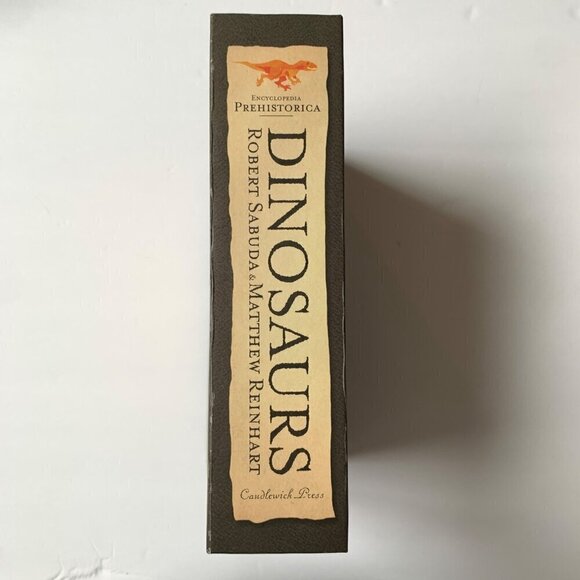 ENCYCLOPEDIA
PREHISTORICA
DINOSAURS
ROBERT SABUDA & MATTHEW REINHART
Candlewick Press